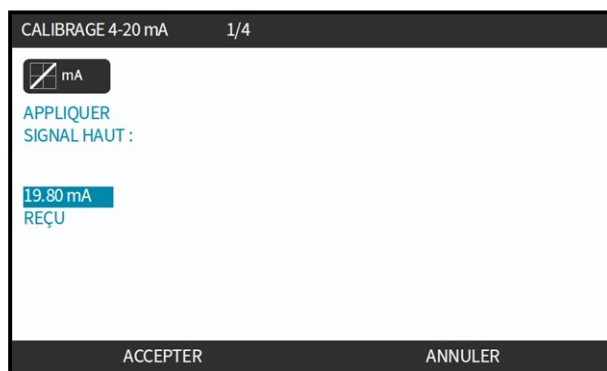 CALIBRAGE 4-20 mA 1/4
mA
APPLIQUER
SIGNAL HAUT :
19.80 mA
REÇU
ACCEPTER ANNULER